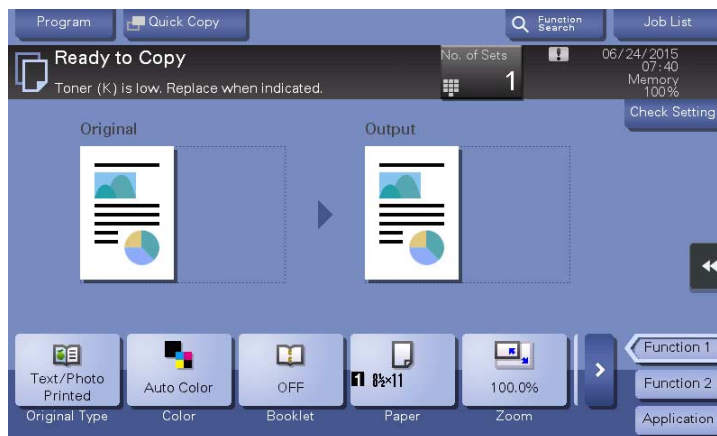 Program
Quick Copy
Function
Search
Job List
Ready to Copy
Toner (K) is low. Replace when indicated.
No. of Sets
1
06/24/2015
07:40
Memory
100%
Check Setting
Original
Output
Text/Photo
Printed
Original Type
Auto Color
Color
OFF
Booklet
1 8½×11
Paper
100.0%
Zoom
Function 1
Function 2
Application